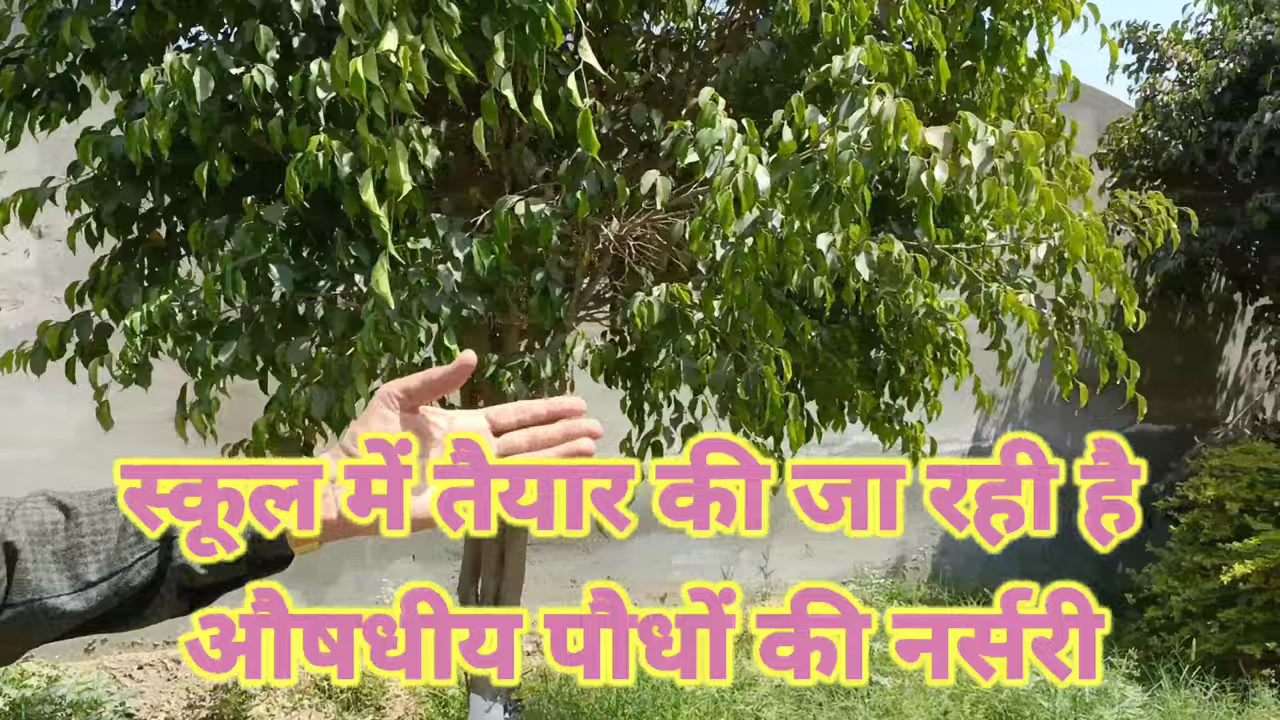 स्कूल में तैयार की जा रही है
औषधीय पौधों की नर्सरी